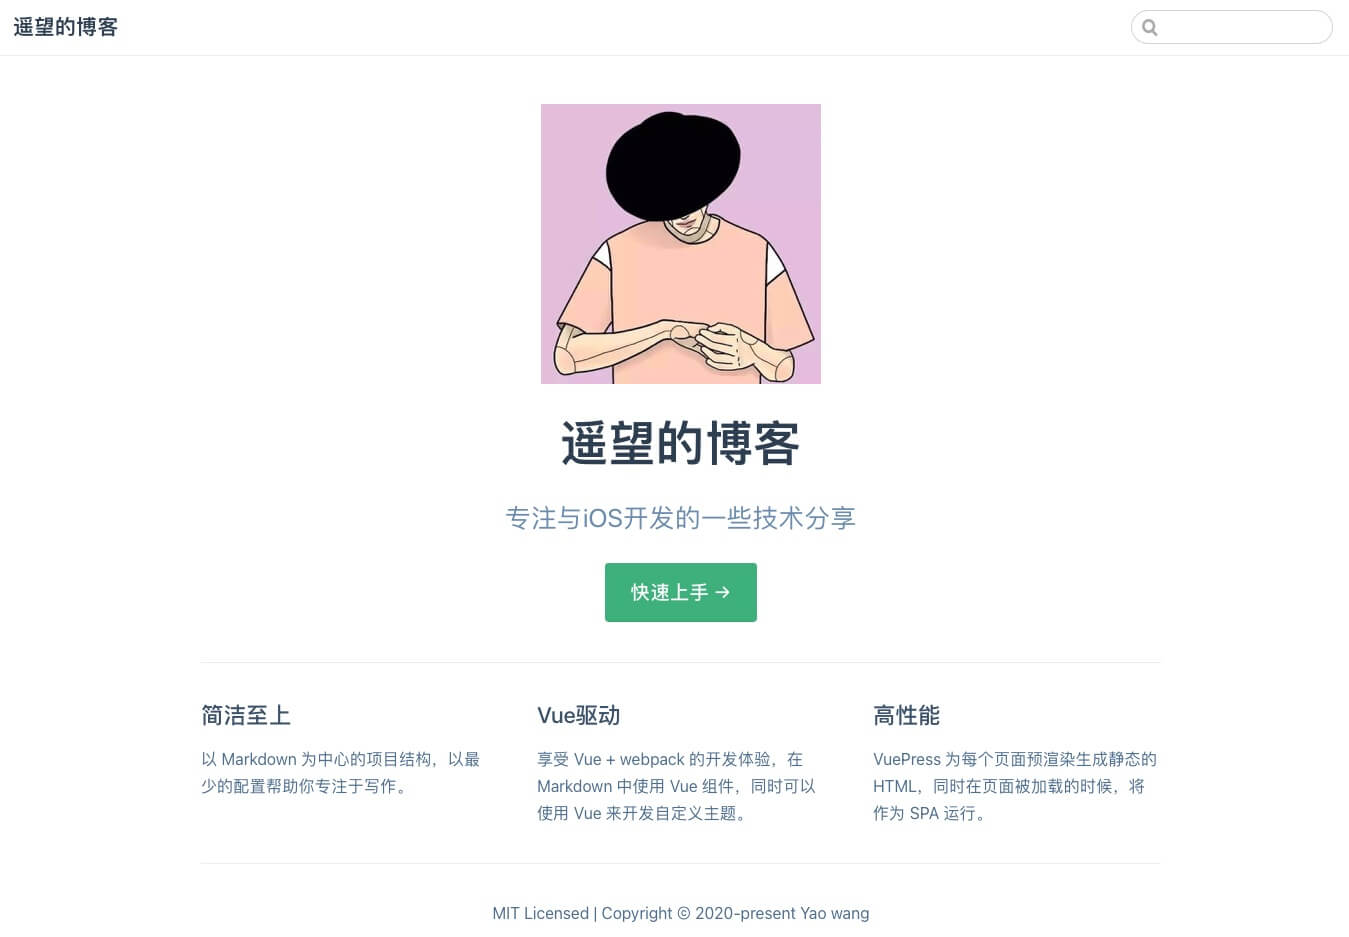 遥望的博客
遥望的博客
专注与iOS开发的一些技术分享
快速上手 →
简洁至上
以 Markdown 为中心的项目结构，以最
少的配置帮助你专注于写作。
Vue驱动
享受 Vue + webpack 的开发体验，在
Markdown 中使用 Vue 组件，同时可以
使用 Vue 来开发自定义主题。
高性能
VuePress 为每个页面预渲染生成静态的
HTML，同时在页面被加载的时候，将
作为 SPA 运行。
MIT Licensed | Copyright © 2020-present Yao wang